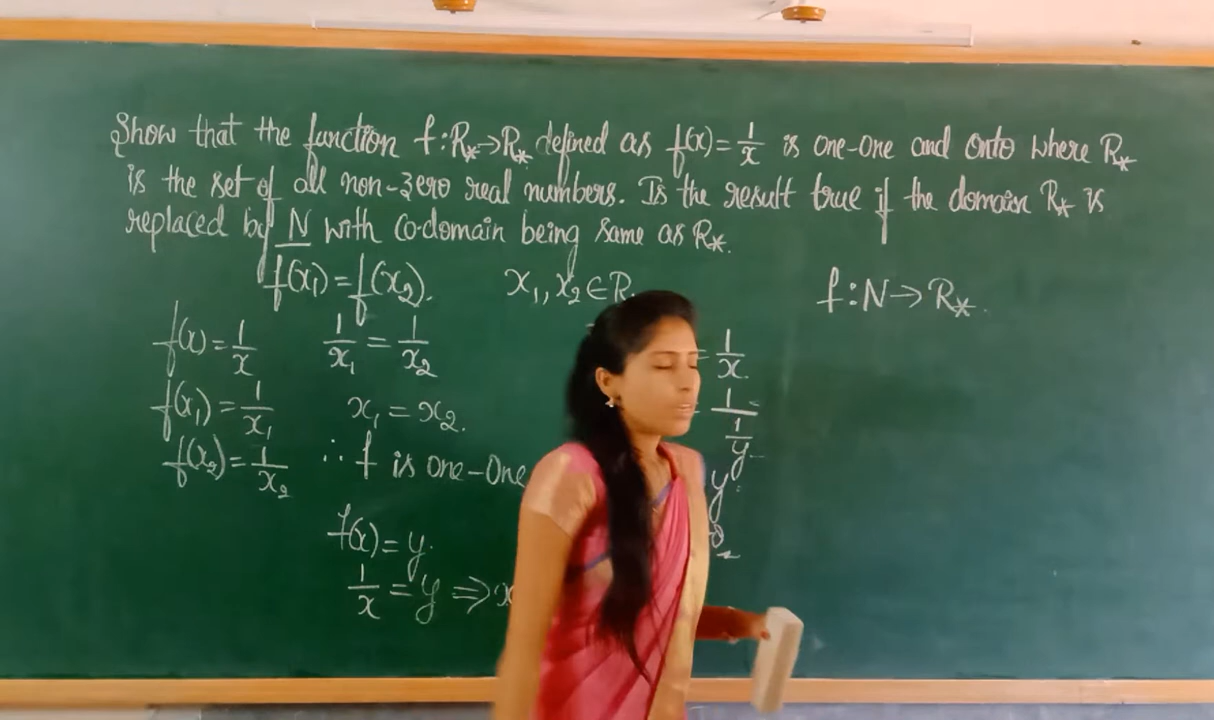 Show that the function f:R*→R* defined as f(x)=1/x is one-one and onto where R*
is the set of all non-zero real numbers. Is the result true if the domain R* is
replaced by N with co-domain being same as R*.
f(x1)=f(x2). x1,x2∈R f:N→R*.
f(x)=1/x 1/x1=1/x2 =1/x
f(x1)=1/x1 x1=x2. 1/(1/y)
f(x2)=1/x2 ∴f is one-one y
f(x)=y.
1/x=y⇒x